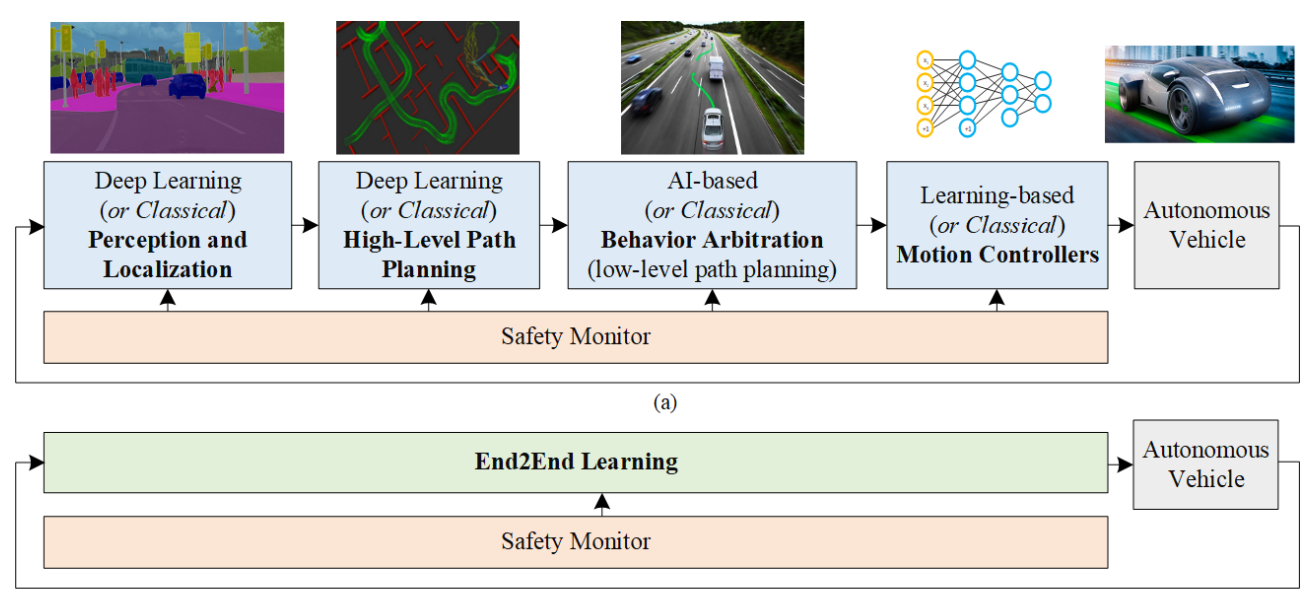 Deep Learning
(or Classical)
Perception and
Localization
Deep Learning
(or Classical)
High-Level Path
Planning
AI-based
(or Classical)
Behavior Arbitration
(low-level path planning)
Learning-based
(or Classical)
Motion Controllers
Autonomous
Vehicle
Safety Monitor
(a)
End2End Learning
Autonomous
Vehicle
Safety Monitor